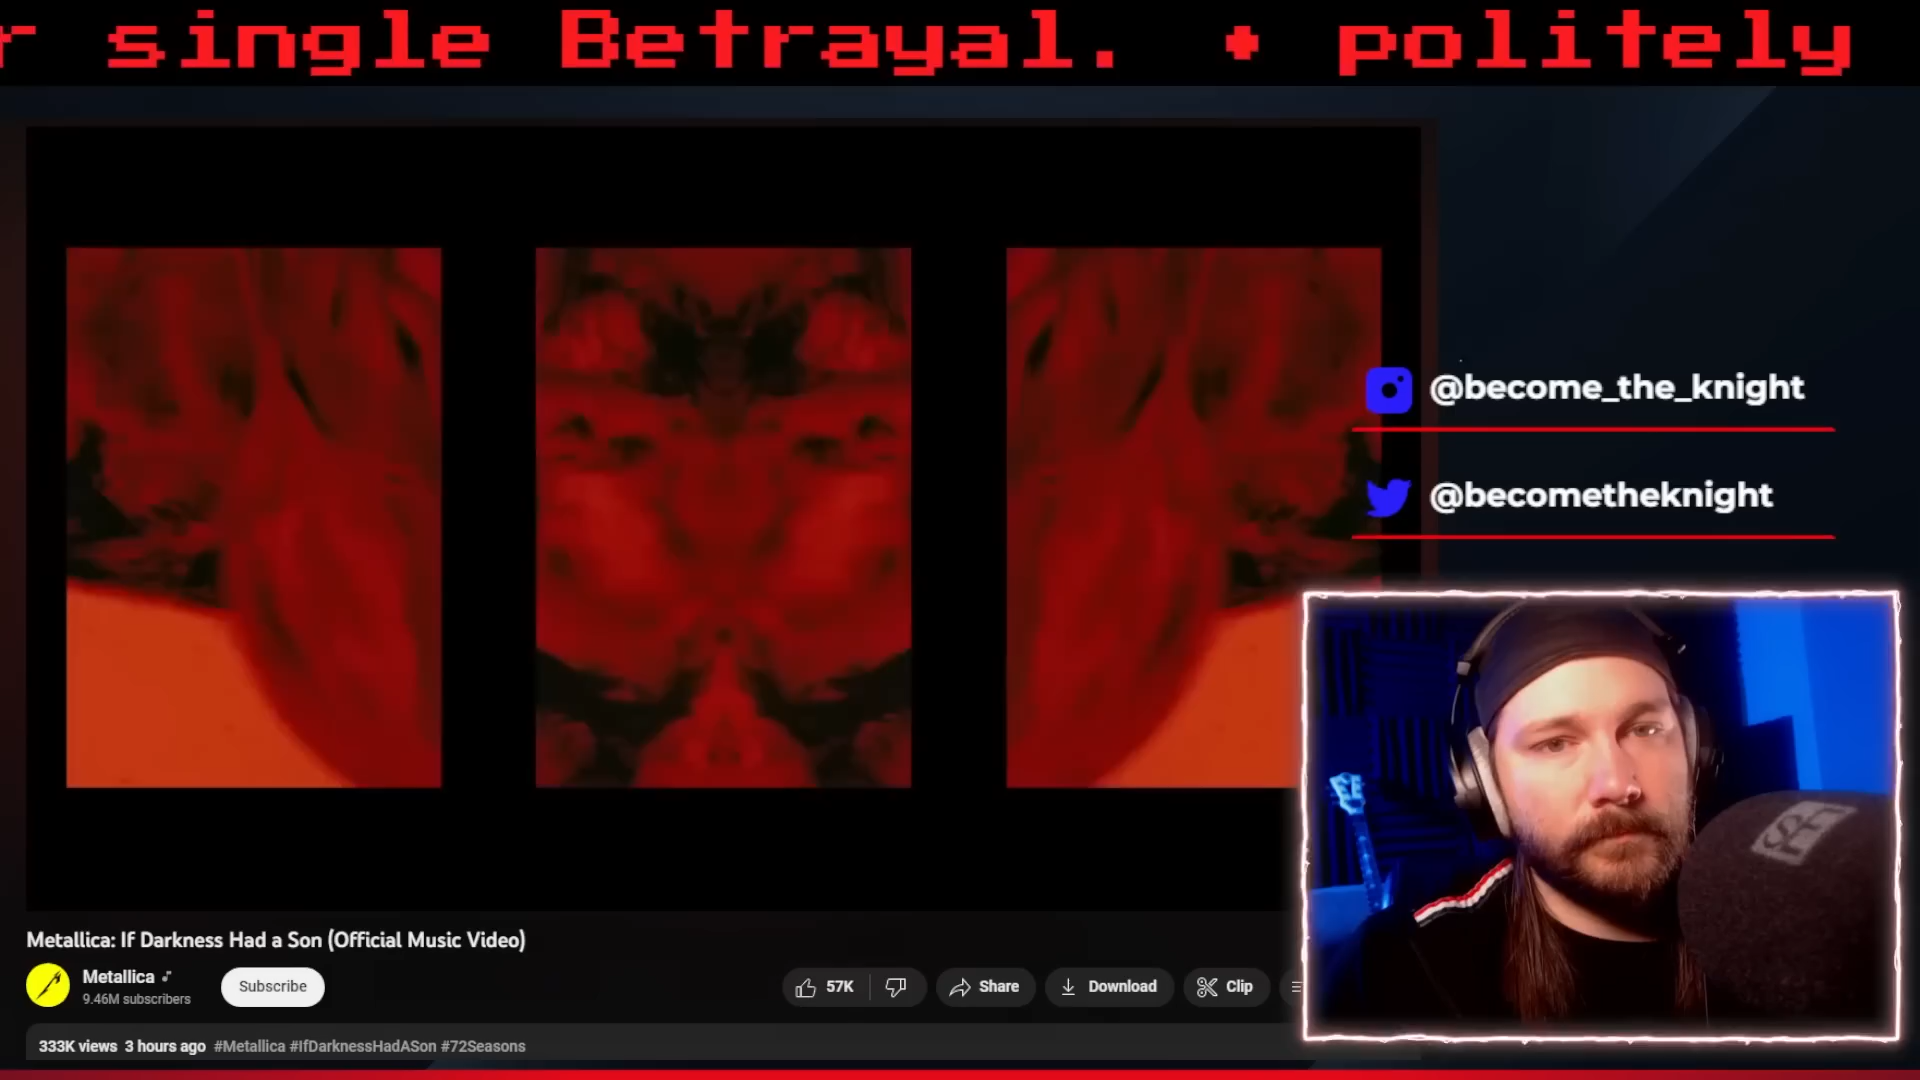 single Betrayal. • politely
@become_the_knight
@becometheknight
Metallica: If Darkness Had a Son (Official Music Video)
Metallica
9.46M subscribers
Subscribe
57K
Share
Download
Clip
333K views 3 hours ago #Metallica #IfDarknessHadASon #72Seasons
sE